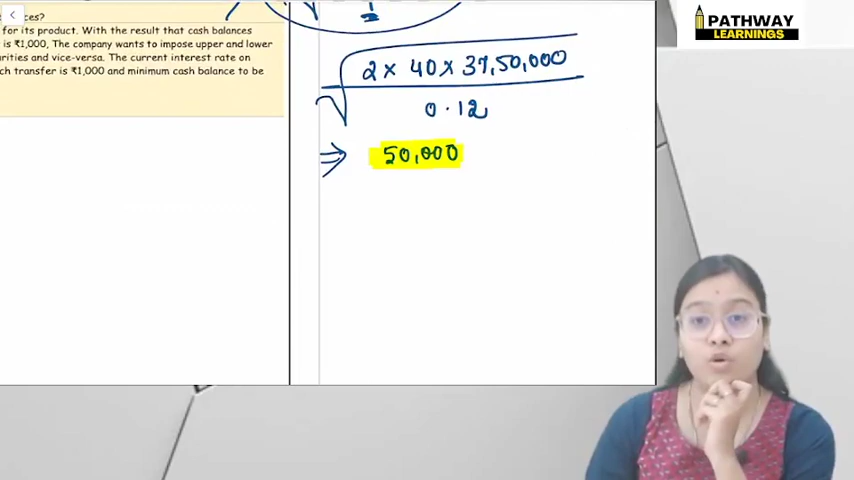 ces?
for its product. With the result that cash balances
is ₹1,000, The company wants to impose upper and lower
rities and vice-versa. The current interest rate on
ch transfer is ₹1,000 and minimum cash balance to be
2 × 40 × 37,50,000
0.12
⇒ 50,000
PATHWAY
LEARNINGS